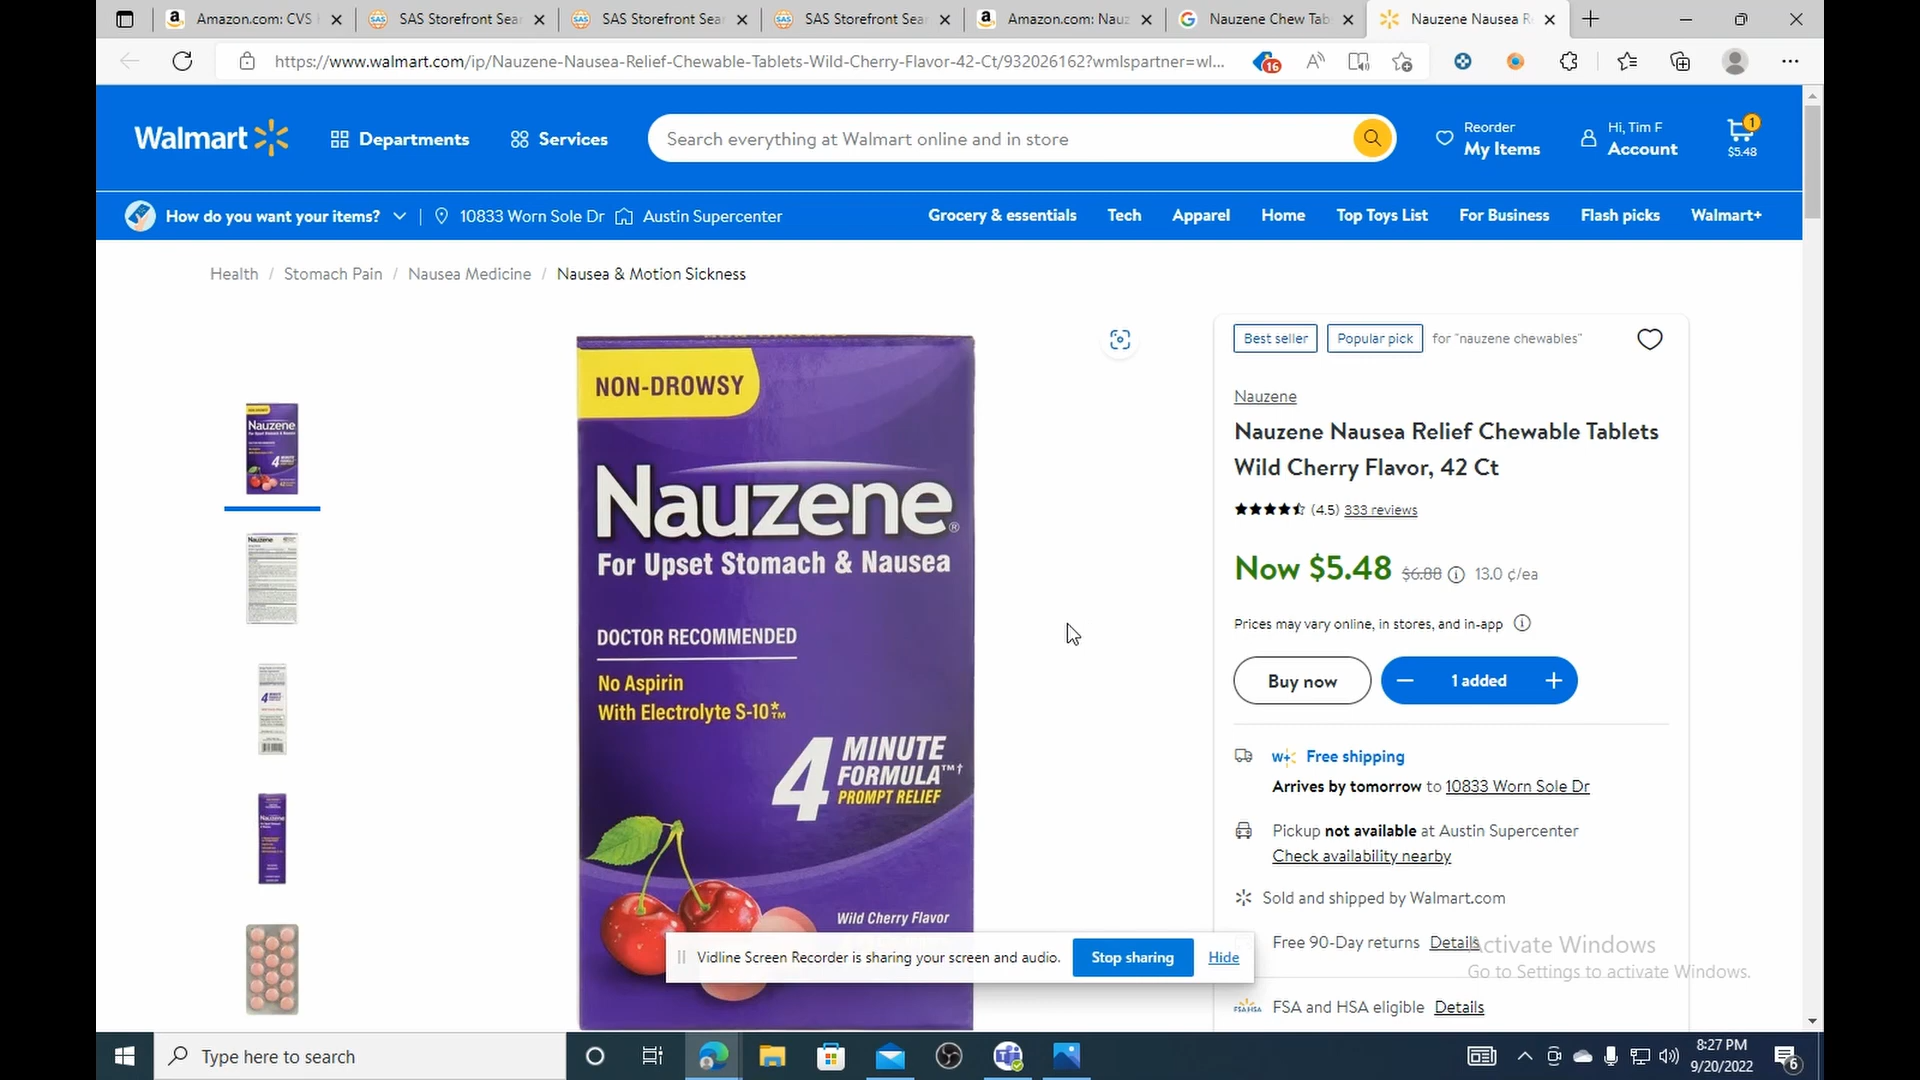 Amazon.com: CVS
SAS Storefront Sear
SAS Storefront Sear
SAS Storefront Sear
Amazon.com: Nauz
Nauzene Chew Tab
Nauzene Nausea R
https://www.walmart.com/ip/Nauzene-Nausea-Relief-Chewable-Tablets-Wild-Cherry-Flavor-42-Ct/932026162?wmlspartner=wl...
16
Walmart
Departments
Services
Search everything at Walmart online and in store
Reorder
My Items
Hi, Tim F
Account
1
$5.48
How do you want your items?
10833 Worn Sole Dr
Austin Supercenter
Grocery & essentials
Tech
Apparel
Home
Top Toys List
For Business
Flash picks
Walmart+
Health / Stomach Pain / Nausea Medicine / Nausea & Motion Sickness
NON-DROWSY
Nauzene®
For Upset Stomach & Nausea
DOCTOR RECOMMENDED
No Aspirin
With Electrolyte S-10*™
4 MINUTE
FORMULA™†
PROMPT RELIEF
Wild Cherry Flavor
Best seller
Popular pick
for "nauzene chewables"
Nauzene
Nauzene Nausea Relief Chewable Tablets
Wild Cherry Flavor, 42 Ct
(4.5) 333 reviews
Now $5.48 $6.88 13.0 ¢/ea
Prices may vary online, in stores, and in-app
Buy now
− 1 added +
w+ Free shipping
Arrives by tomorrow to 10833 Worn Sole Dr
Pickup not available at Austin Supercenter
Check availability nearby
Sold and shipped by Walmart.com
Free 90-Day returns Details
Activate Windows
Go to Settings to activate Windows.
FSA and HSA eligible Details
Vidline Screen Recorder is sharing your screen and audio.
Stop sharing
Hide
Type here to search
8:27 PM
9/20/2022
6